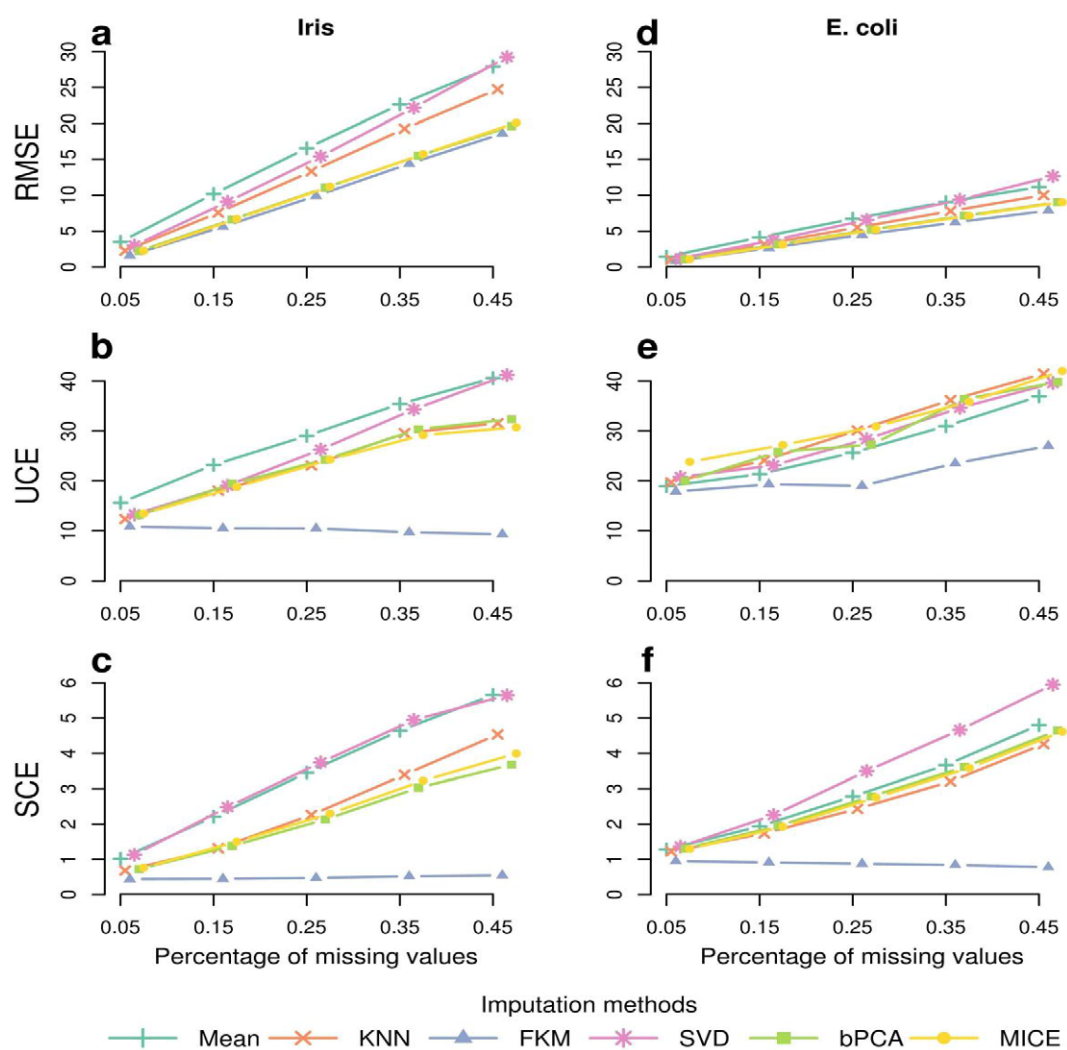 a
Iris
RMSE
30
25
20
15
10
5
0
0.05 0.15 0.25 0.35 0.45
d
E. coli
30
25
20
15
10
5
0
0.05 0.15 0.25 0.35 0.45
b
UCE
40
30
20
10
0
0.05 0.15 0.25 0.35 0.45
e
40
30
20
10
0
0.05 0.15 0.25 0.35 0.45
c
SCE
6
5
4
3
2
1
0
0.05 0.15 0.25 0.35 0.45
Percentage of missing values
f
6
5
4
3
2
1
0
0.05 0.15 0.25 0.35 0.45
Percentage of missing values
Imputation methods
Mean KNN FKM SVD bPCA MICE